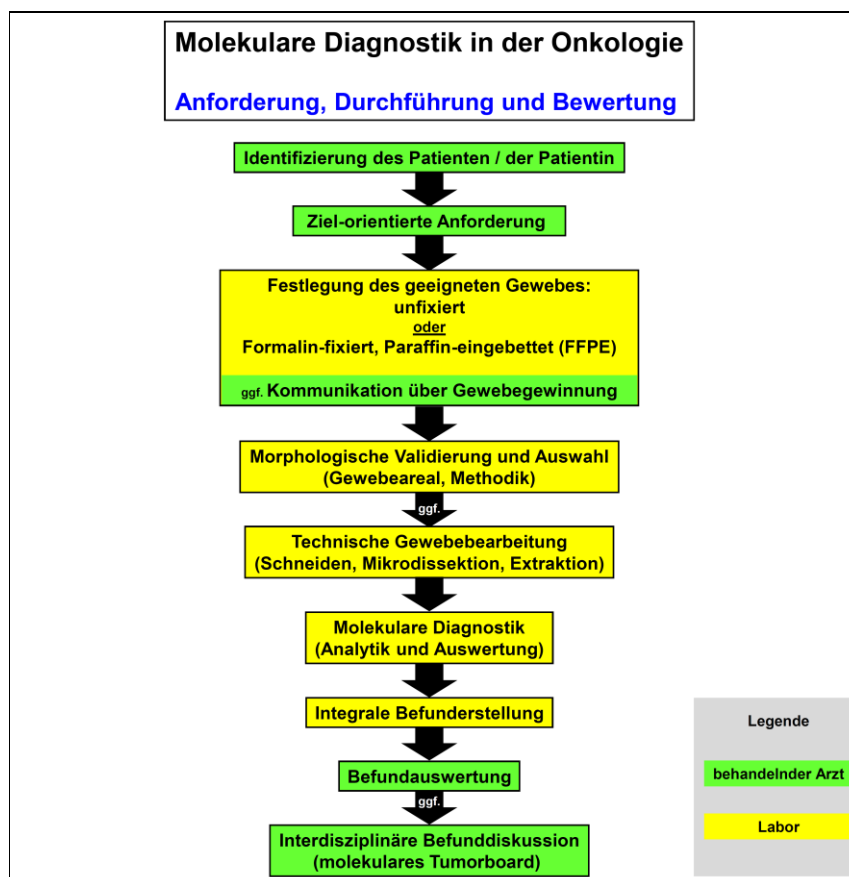 Molekulare Diagnostik in der Onkologie
Anforderung, Durchführung und Bewertung
Identifizierung des Patienten / der Patientin
Ziel-orientierte Anforderung
Festlegung des geeigneten Gewebes:
unfixiert
oder
Formalin-fixiert, Paraffin-eingebettet (FFPE)
ggf. Kommunikation über Gewebegewinnung
Morphologische Validierung und Auswahl
(Gewebeareal, Methodik)
ggf.
Technische Gewebebearbeitung
(Schneiden, Mikrodissektion, Extraktion)
Molekulare Diagnostik
(Analytik und Auswertung)
Integrale Befunderstellung
Befundauswertung
ggf.
Interdisziplinäre Befunddiskussion
(molekulares Tumorboard)
Legende
behandelnder Arzt
Labor